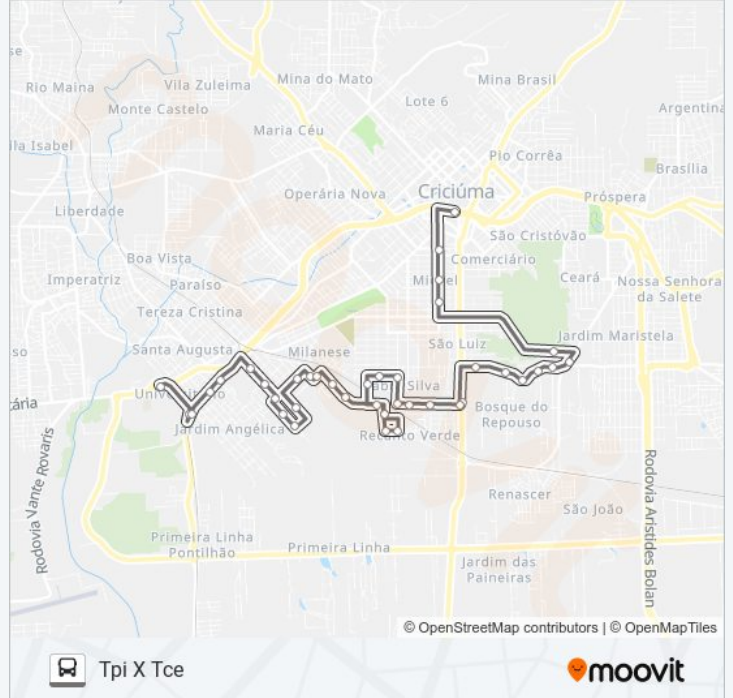 Rio Maina
Vila Zuleima
Mina do Mato
Mina Brasil
Monte Castelo
Lote 6
Argentina
Maria Céu
Pio Corrêa
Brasília
Operária Nova
Criciúma
Próspera
Liberdade
São Cristóvão
Boa Vista
Comerciário
Imperatriz
Paraíso
Ceará
Nossa Senhora
da Salete
Tereza Cristina
Santa Augusta
Milanese
São Luiz
Jardim Maristela
Silva
Bosque do
Repouso
Jardim Angélica
Recanto Verde
Rodovia Vante Rovaris
Renascer
São João
Rodovia Aristides Bolan
Primeira Linha
Pontilhão
Primeira Linha
Jardim das
Paineiras
© OpenStreetMap contributors | © OpenMapTiles
Tpi X Tce
moovit